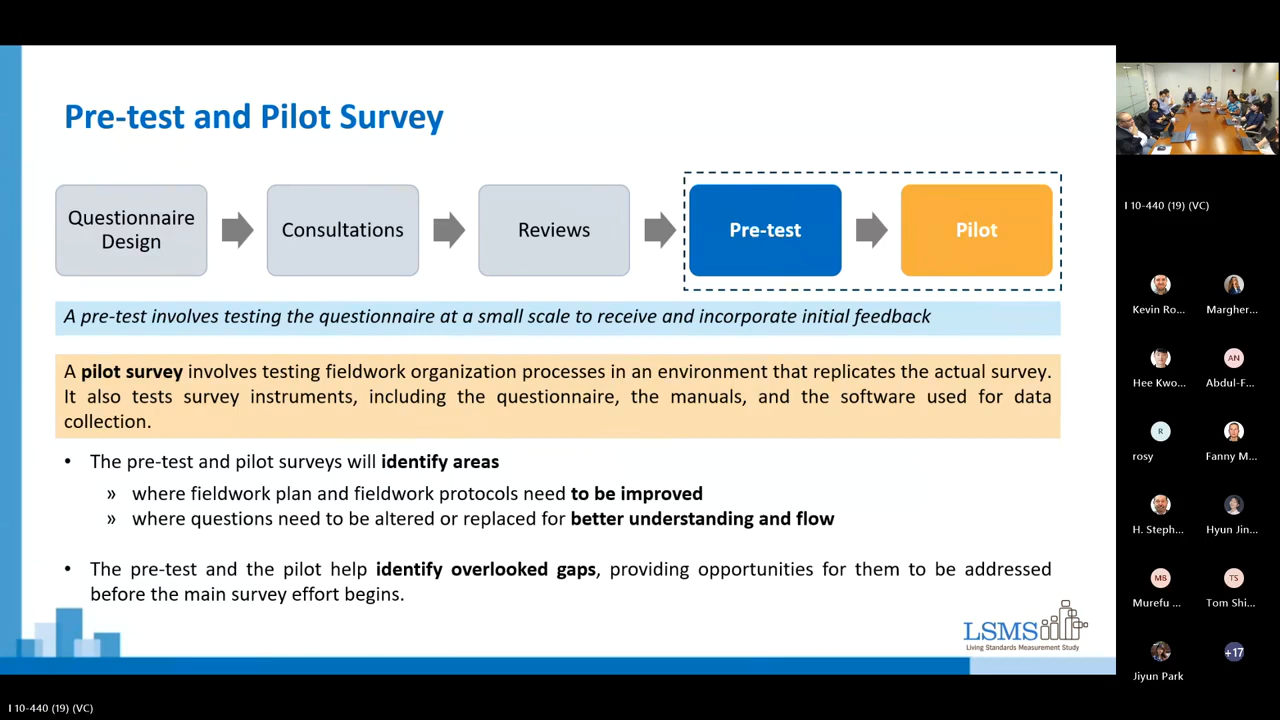 Pre-test and Pilot Survey
Questionnaire
Design
Consultations
Reviews
Pre-test
Pilot
A pre-test involves testing the questionnaire at a small scale to receive and incorporate initial feedback
A pilot survey involves testing fieldwork organization processes in an environment that replicates the actual survey.
It also tests survey instruments, including the questionnaire, the manuals, and the software used for data
collection.
• The pre-test and pilot surveys will identify areas
» where fieldwork plan and fieldwork protocols need to be improved
» where questions need to be altered or replaced for better understanding and flow
• The pre-test and the pilot help identify overlooked gaps, providing opportunities for them to be addressed
before the main survey effort begins.
LSMS
Living Standards Measurement Study
I 10-440 (19) (VC)
Kevin Ro...
Margher...
Hee Kwo...
AN
Abdul-F...
R
rosy
Fanny M...
H. Steph...
Hyun Jin...
MB
Murefu ...
TS
Tom Shi...
Jiyun Park
+17
I 10-440 (19) (VC)